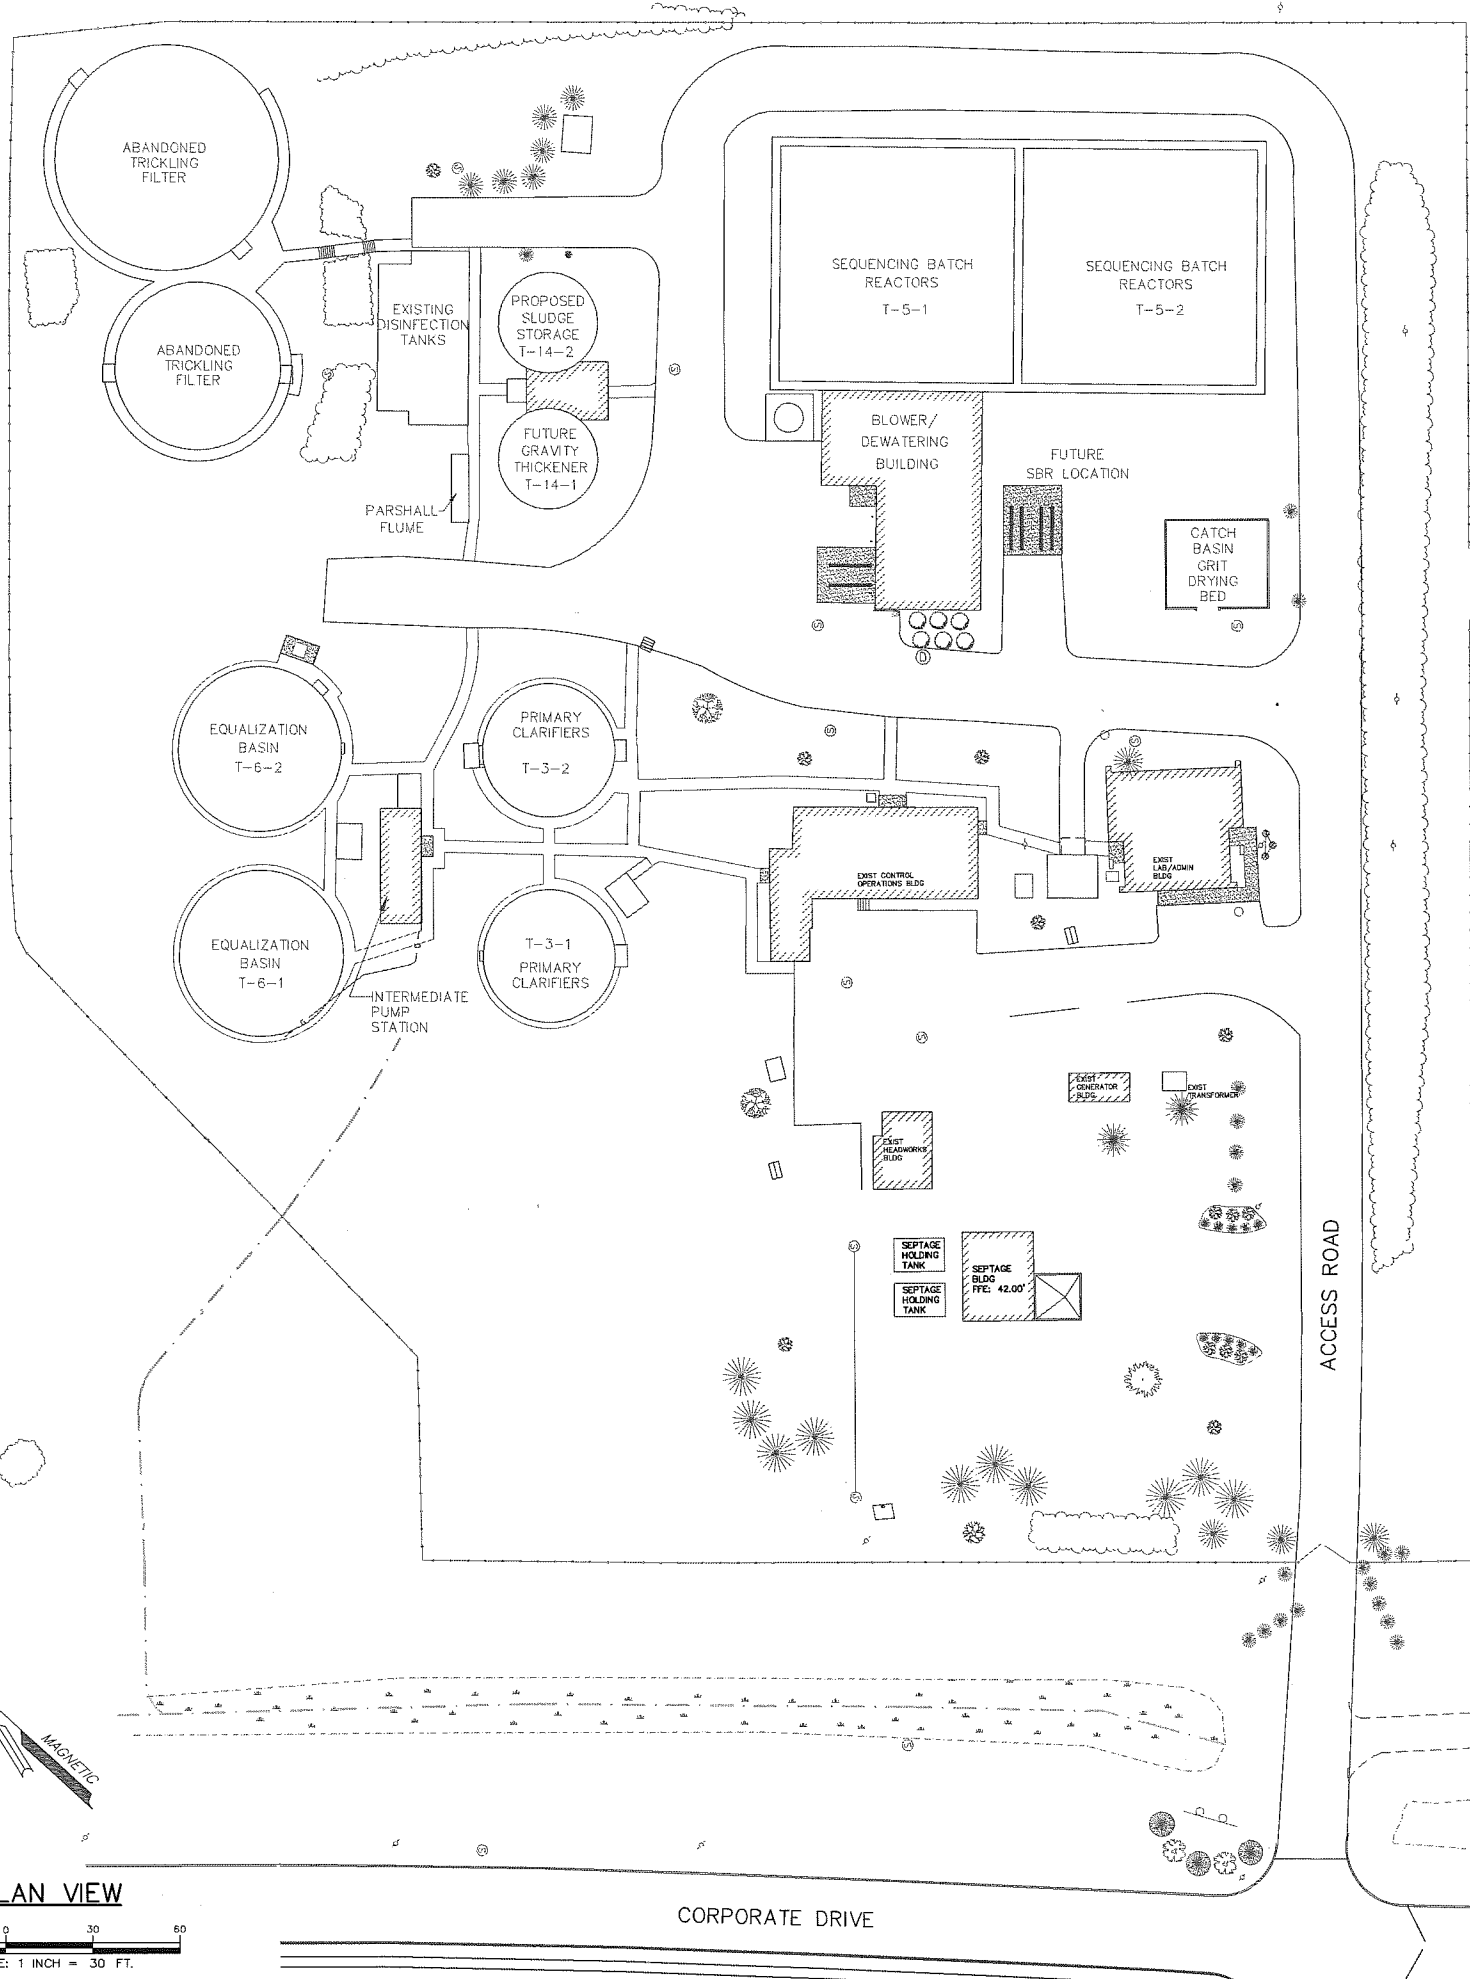 ABANDONED
TRICKLING
FILTER
ABANDONED
TRICKLING
FILTER
EXISTING
DISINFECTION
TANKS
PROPOSED
SLUDGE
STORAGE
T-14-2
FUTURE
GRAVITY
THICKENER
T-14-1
PARSHALL
FLUME
SEQUENCING BATCH
REACTORS
T-5-1
SEQUENCING BATCH
REACTORS
T-5-2
BLOWER/
DEWATERING
BUILDING
FUTURE
SBR LOCATION
CATCH
BASIN
GRIT
DRYING
BED
EQUALIZATION
BASIN
T-6-2
PRIMARY
CLARIFIERS
T-3-2
EQUALIZATION
BASIN
T-6-1
T-3-1
PRIMARY
CLARIFIERS
INTERMEDIATE
PUMP
STATION
EXIST CONTROL
OPERATIONS BLDG
EXIST
LAB/ADMIN
BLDG
EXIST
GENERATOR
BLDG
EXIST
TRANSFORMER
EXIST
HEADWORKS
BLDG
SEPTAGE
HOLDING
TANK
SEPTAGE
HOLDING
TANK
SEPTAGE
BLDG
FFE: 42.00'
ACCESS ROAD
MAGNETIC
LAN VIEW
0 30 60
E: 1 INCH = 30 FT.
CORPORATE DRIVE